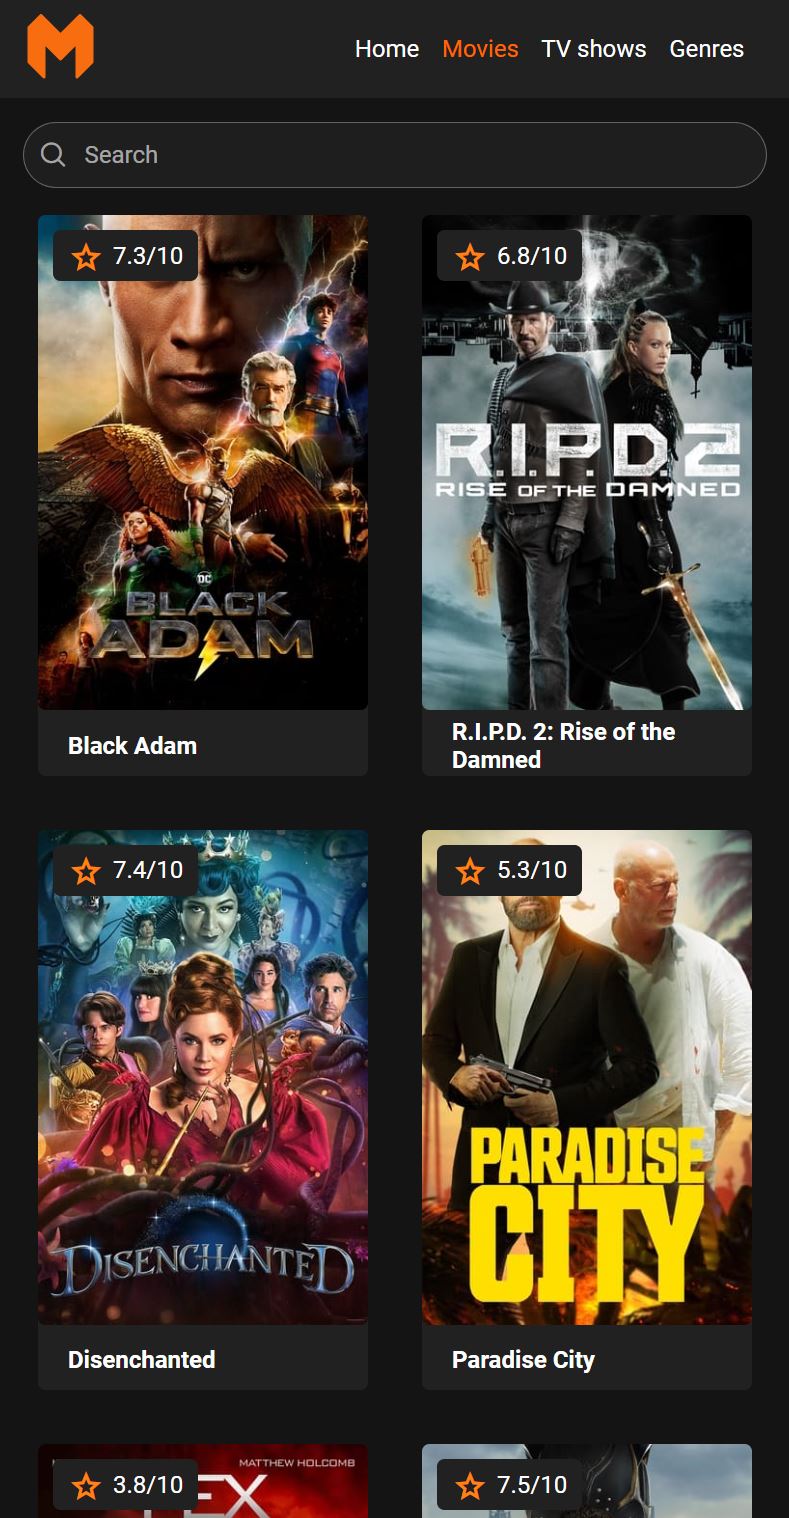 Home Movies TV shows Genres
Search
7.3/10
DC
BLACK
ADAM
Black Adam
6.8/10
R.I.P.D.2
RISE OF THE DAMNED
R.I.P.D. 2: Rise of the
Damned
7.4/10
DISENCHANTED
Disenchanted
5.3/10
PARADISE
CITY
Paradise City
3.8/10
MATTHEW HOLCOMB
EX
7.5/10